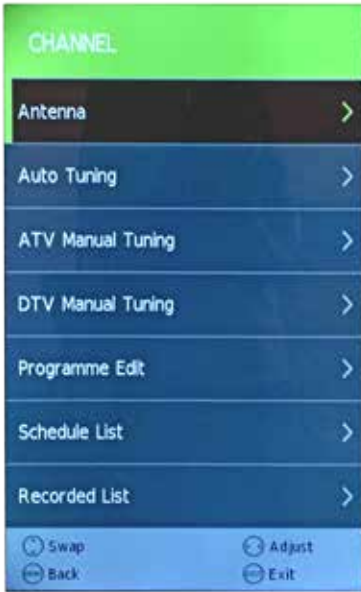 CHANNEL
Antenna
Auto Tuning
ATV Manual Tuning
DTV Manual Tuning
Programme Edit
Schedule List
Recorded List
Swap Adjust
Back Exit